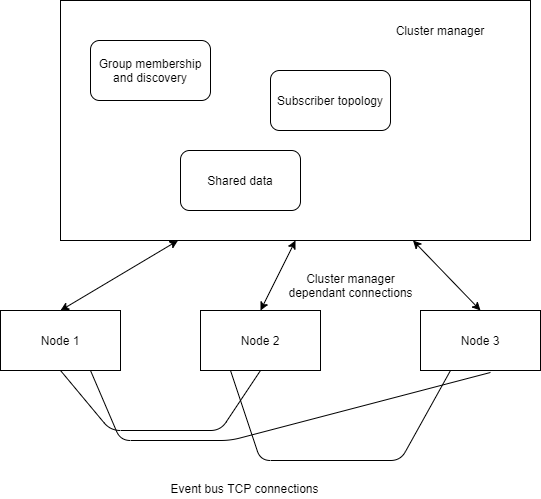 Cluster manager
Group membership
and discovery
Subscriber topology
Shared data
Cluster manager
dependant connections
Node 1
Node 2
Node 3
Event bus TCP connections